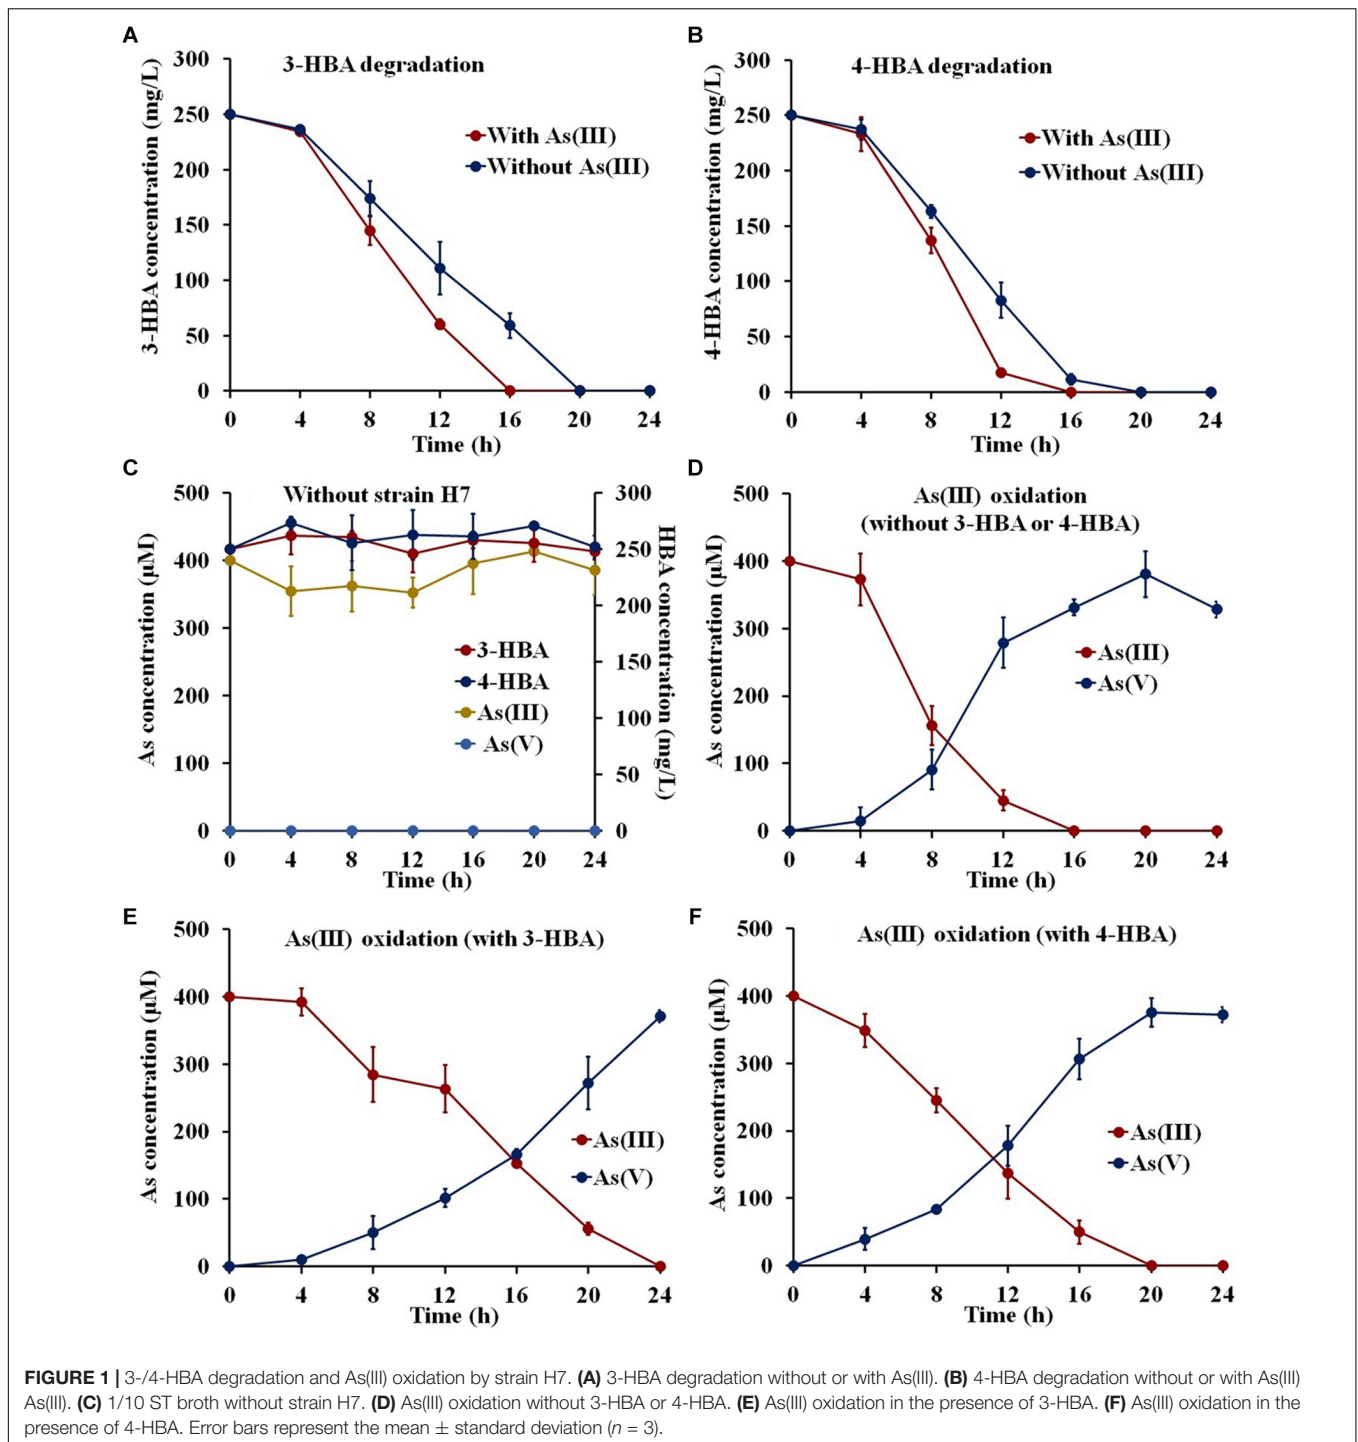 A
3-HBA degradation
3-HBA concentration (mg/L)
300
250
200
150
100
50
0
With As(III)
Without As(III)
0 4 8 12 16 20 24
Time (h)
B
4-HBA degradation
4-HBA concentration (mg/L)
300
250
200
150
100
50
0
With As(III)
Without As(III)
0 4 8 12 16 20 24
Time (h)
C
Without strain H7
As concentration (µM)
500
400
300
200
100
0
HBA concentration (mg/L)
300
250
200
150
100
50
0
3-HBA
4-HBA
As(III)
As(V)
0 4 8 12 16 20 24
Time (h)
D
As(III) oxidation
(without 3-HBA or 4-HBA)
As concentration (µM)
500
400
300
200
100
0
As(III)
As(V)
0 4 8 12 16 20 24
Time (h)
E
As(III) oxidation (with 3-HBA)
As concentration (µM)
500
400
300
200
100
0
As(III)
As(V)
0 4 8 12 16 20 24
Time (h)
F
As(III) oxidation (with 4-HBA)
As concentration (µM)
500
400
300
200
100
0
As(III)
As(V)
0 4 8 12 16 20 24
Time (h)
FIGURE 1 | 3-/4-HBA degradation and As(III) oxidation by strain H7. (A) 3-HBA degradation without or with As(III). (B) 4-HBA degradation without or with As(III)
As(III). (C) 1/10 ST broth without strain H7. (D) As(III) oxidation without 3-HBA or 4-HBA. (E) As(III) oxidation in the presence of 3-HBA. (F) As(III) oxidation in the
presence of 4-HBA. Error bars represent the mean ± standard deviation (n = 3).